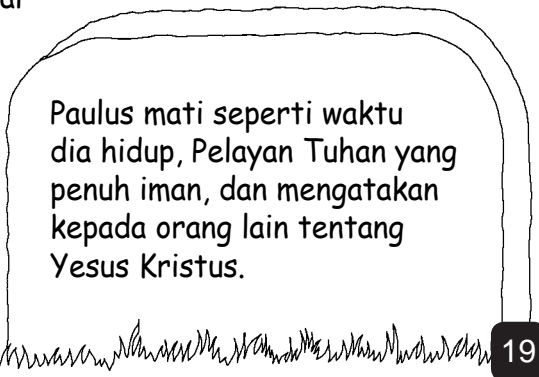 Paulus mati seperti waktu
dia hidup, Pelayan Tuhan yang
penuh iman, dan mengatakan
kepada orang lain tentang
Yesus Kristus.
19